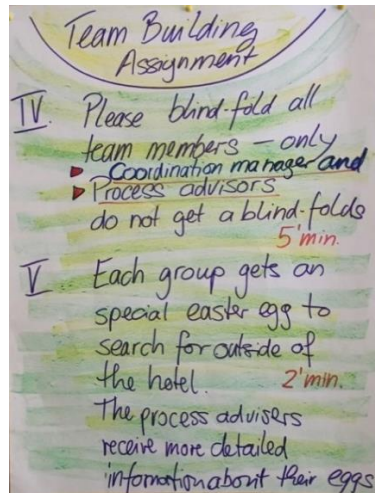 Team Building
Assignment
IV. Please blind-fold all
team members – only
Coordination manager and
Process advisors
do not get a blind-folds
5'min.
V Each group gets an
special easter egg to
search for outside of
the hotel. 2'min.
The process advisers
receive more detailed
information about their eggs